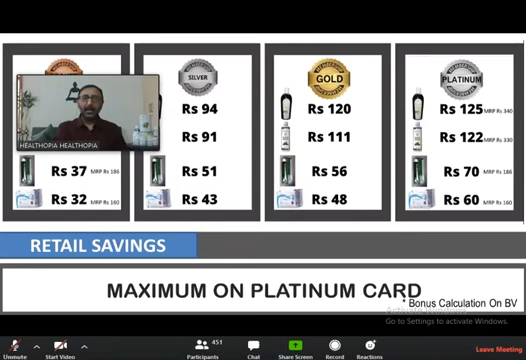 SILVER
GOLD
PLATINUM
Rs 94
Rs 120
Rs 125 MRP Rs 340
Rs 91
Rs 111
Rs 122 MRP Rs 330
HEALTHOPIA HEALTHOPIA
Rs 37 MRP Rs 186
Rs 51
Rs 56
Rs 70 MRP Rs 186
Rs 32 MRP Rs 160
Rs 43
Rs 48
Rs 60 MRP Rs 160
RETAIL SAVINGS
MAXIMUM ON PLATINUM CARD
* Bonus Calculation On BV
Activate Windows
Go to Settings to activate Windows.
Unmute
Start Video
451
Participants
Chat
Share Screen
Record
Reactions
Leave Meeting